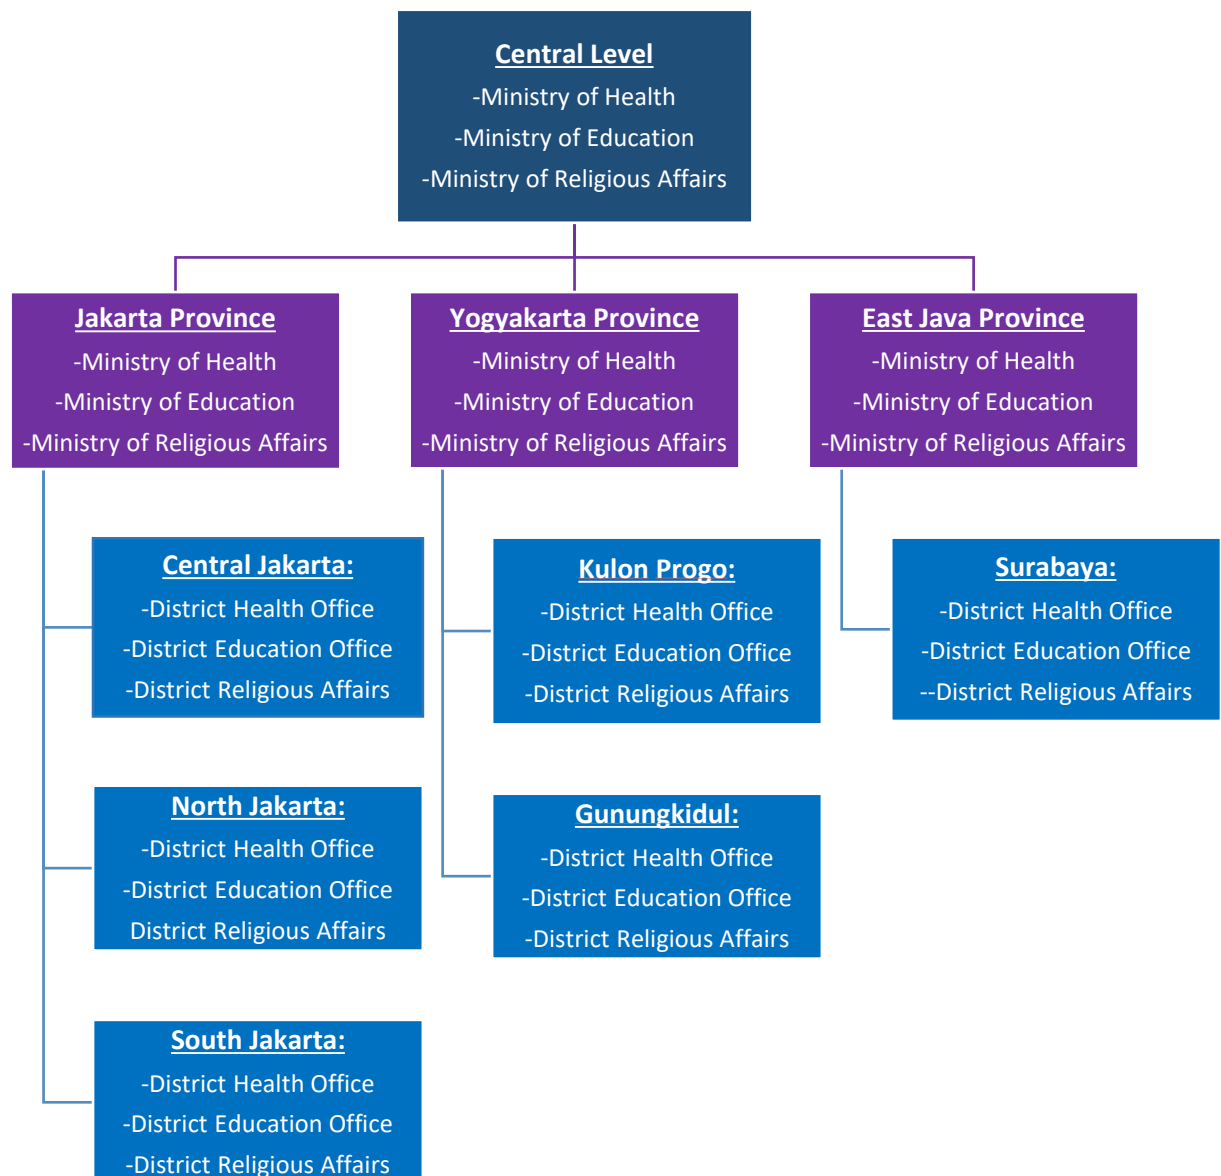 Central Level
-Ministry of Health
-Ministry of Education
-Ministry of Religious Affairs
Jakarta Province
-Ministry of Health
-Ministry of Education
-Ministry of Religious Affairs
Yogyakarta Province
-Ministry of Health
-Ministry of Education
-Ministry of Religious Affairs
East Java Province
-Ministry of Health
-Ministry of Education
-Ministry of Religious Affairs
Central Jakarta:
-District Health Office
-District Education Office
-District Religious Affairs
Kulon Progo:
-District Health Office
-District Education Office
-District Religious Affairs
Surabaya:
-District Health Office
-District Education Office
--District Religious Affairs
North Jakarta:
-District Health Office
-District Education Office
District Religious Affairs
Gunungkidul:
-District Health Office
-District Education Office
-District Religious Affairs
South Jakarta:
-District Health Office
-District Education Office
-District Religious Affairs